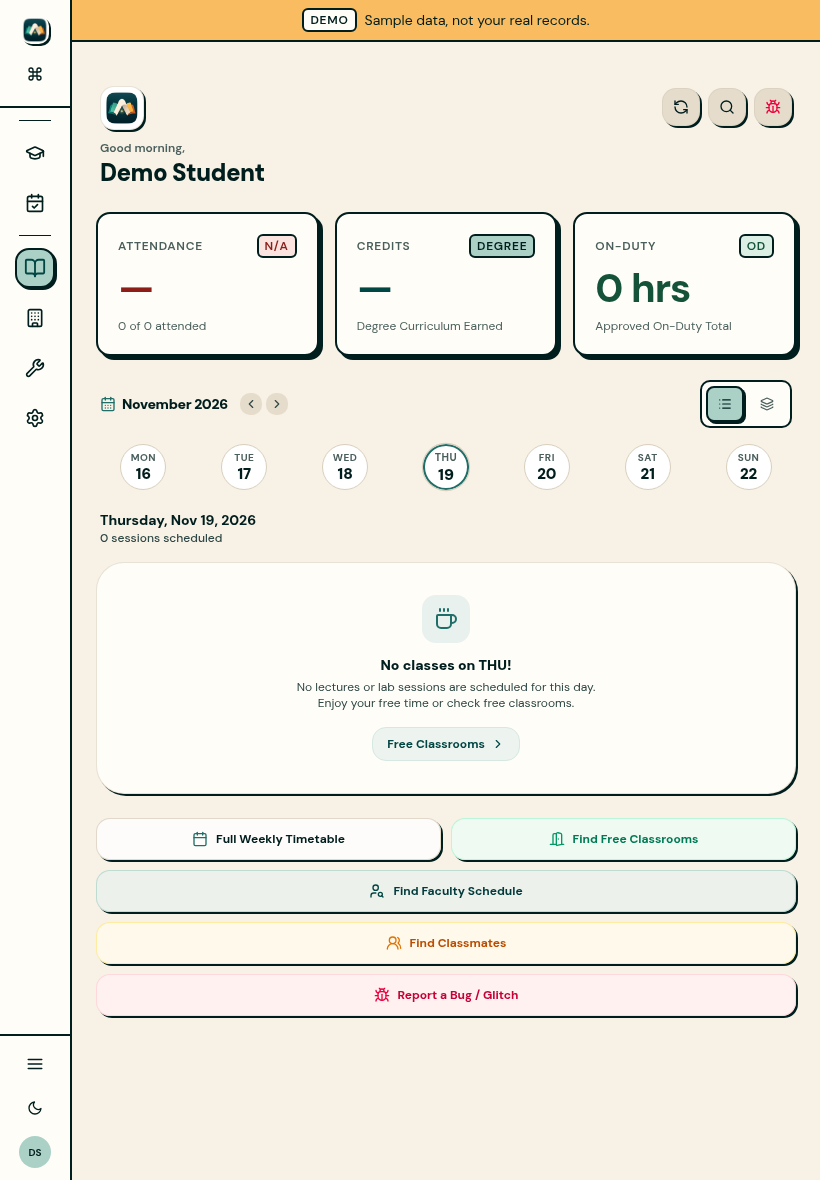 DEMO Sample data, not your real records.
Good morning,
Demo Student
ATTENDANCE N/A
—
0 of 0 attended
CREDITS DEGREE
—
Degree Curriculum Earned
ON-DUTY OD
0 hrs
Approved On-Duty Total
November 2026
MON 16
TUE 17
WED 18
THU 19
FRI 20
SAT 21
SUN 22
Thursday, Nov 19, 2026
0 sessions scheduled
No classes on THU!
No lectures or lab sessions are scheduled for this day.
Enjoy your free time or check free classrooms.
Free Classrooms
Full Weekly Timetable
Find Free Classrooms
Find Faculty Schedule
Find Classmates
Report a Bug / Glitch
DS